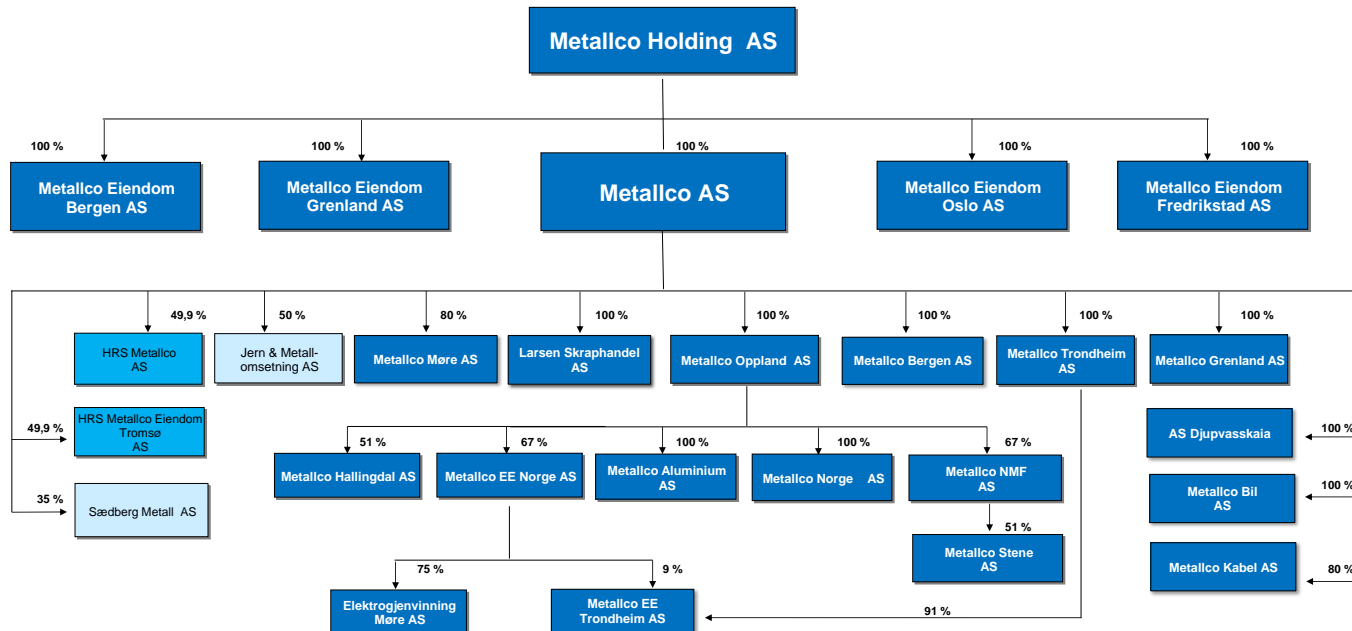 Metallco Holding  AS
100 %
100 %
100 %
100 %
100 %
Metallco Eiendom
Bergen AS
Metallco Eiendom
Grenland AS
Metallco AS
Metallco Eiendom
Oslo AS
Metallco Eiendom
Fredrikstad AS
49,9 %
50 %
80 %
100 %
100 %
100 %
100 %
100 %
HRS Metallco
AS
Jern & Metall-
omsetning AS
Metallco Møre AS
Larsen Skraphandel
AS
Metallco Oppland  AS
Metallco Bergen AS
Metallco Trondheim
AS
Metallco Grenland AS
49,9 %
HRS Metallco Eiendom
Tromsø
AS
AS Djupvasskaia
100 %
51 %
67 %
100 %
100 %
67 %
Metallco Hallingdal AS
Metallco EE Norge AS
Metallco Aluminium
AS
Metallco Norge   AS
Metallco NMF
AS
Metallco Bil
AS
100 %
35 %
Sædberg Metall  AS
51 %
Metallco Stene
AS
Metallco Kabel AS
80 %
75 %
9 %
Elektrogjenvinning
Møre AS
Metallco EE
Trondheim AS
91 %